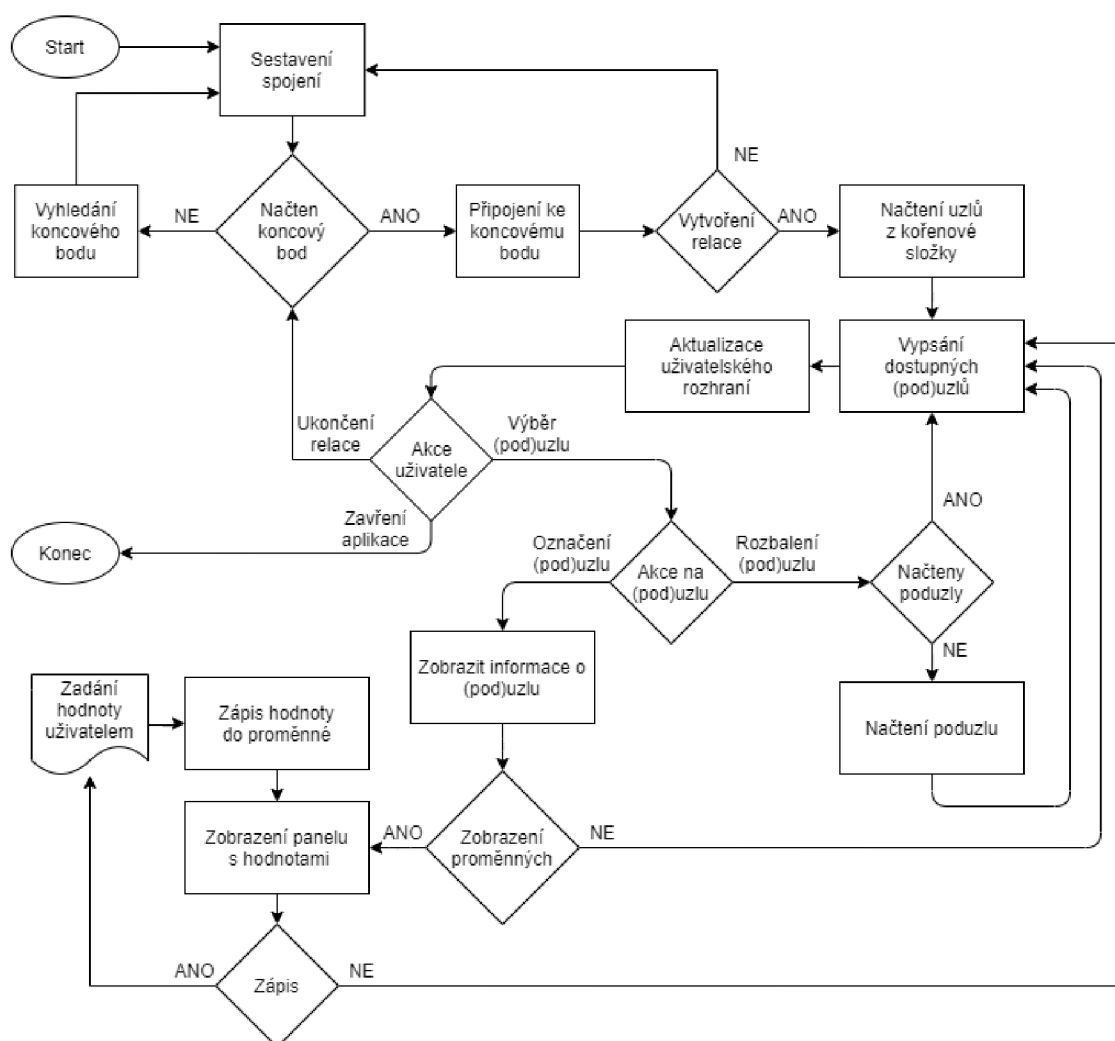 Start
Sestavení
spojení
NE
Vyhledání
koncového
bodu
NE
Načten
koncový
bod
ANO
Připojení ke
koncovému
bodu
Vytvoření
relace
ANO
Načtení uzlů
z kořenové
složky
Aktualizace
uživatelského
rozhraní
Vypsání
dostupných
(pod)uzlů
Ukončení
relace
Akce
uživatele
Výběr
(pod)uzlu
Zavření
aplikace
Konec
ANO
Označení
(pod)uzlu
Akce na
(pod)uzlu
Rozbalení
(pod)uzlu
Načteny
poduzly
NE
Zobrazit informace o
(pod)uzlu
Načtení poduzlu
Zadání
hodnoty
uživatelem
Zápis hodnoty
do proměnné
Zobrazení panelu
s hodnotami
ANO
Zobrazení
proměnných
NE
ANO
Zápis
NE